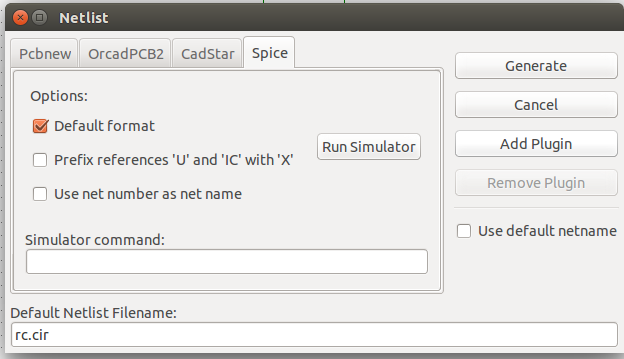 Netlist
Pcbnew OrcadPCB2 CadStar Spice
Options:
Default format
Prefix references 'U' and 'IC' with 'X'
Use net number as net name
Run Simulator
Simulator command:
Generate
Cancel
Add Plugin
Remove Plugin
Use default netname
Default Netlist Filename:
rc.cir